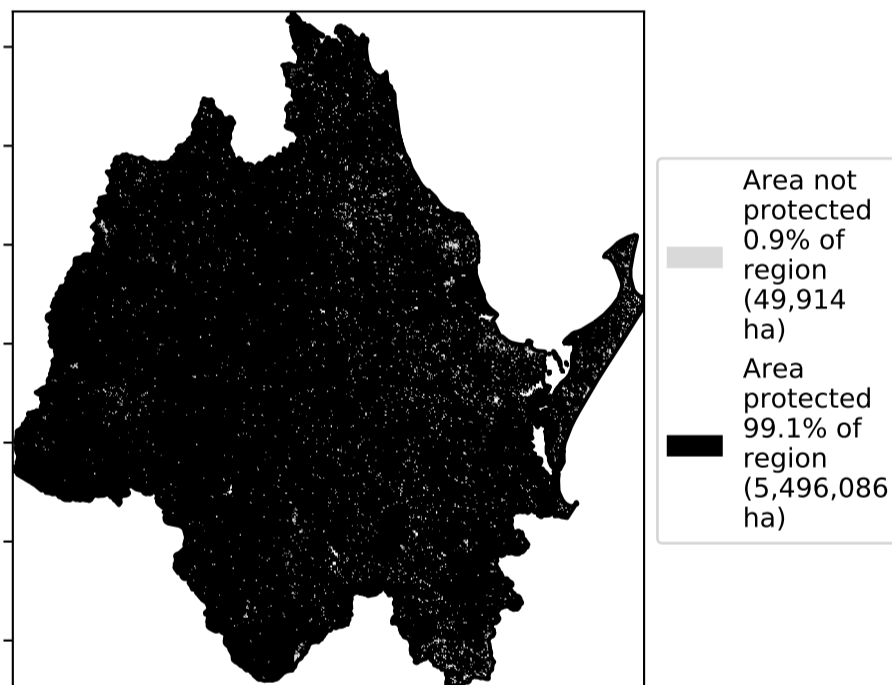 Area not
protected
0.9% of
region
(49,914
ha)
Area
protected
99.1% of
region
(5,496,086
ha)